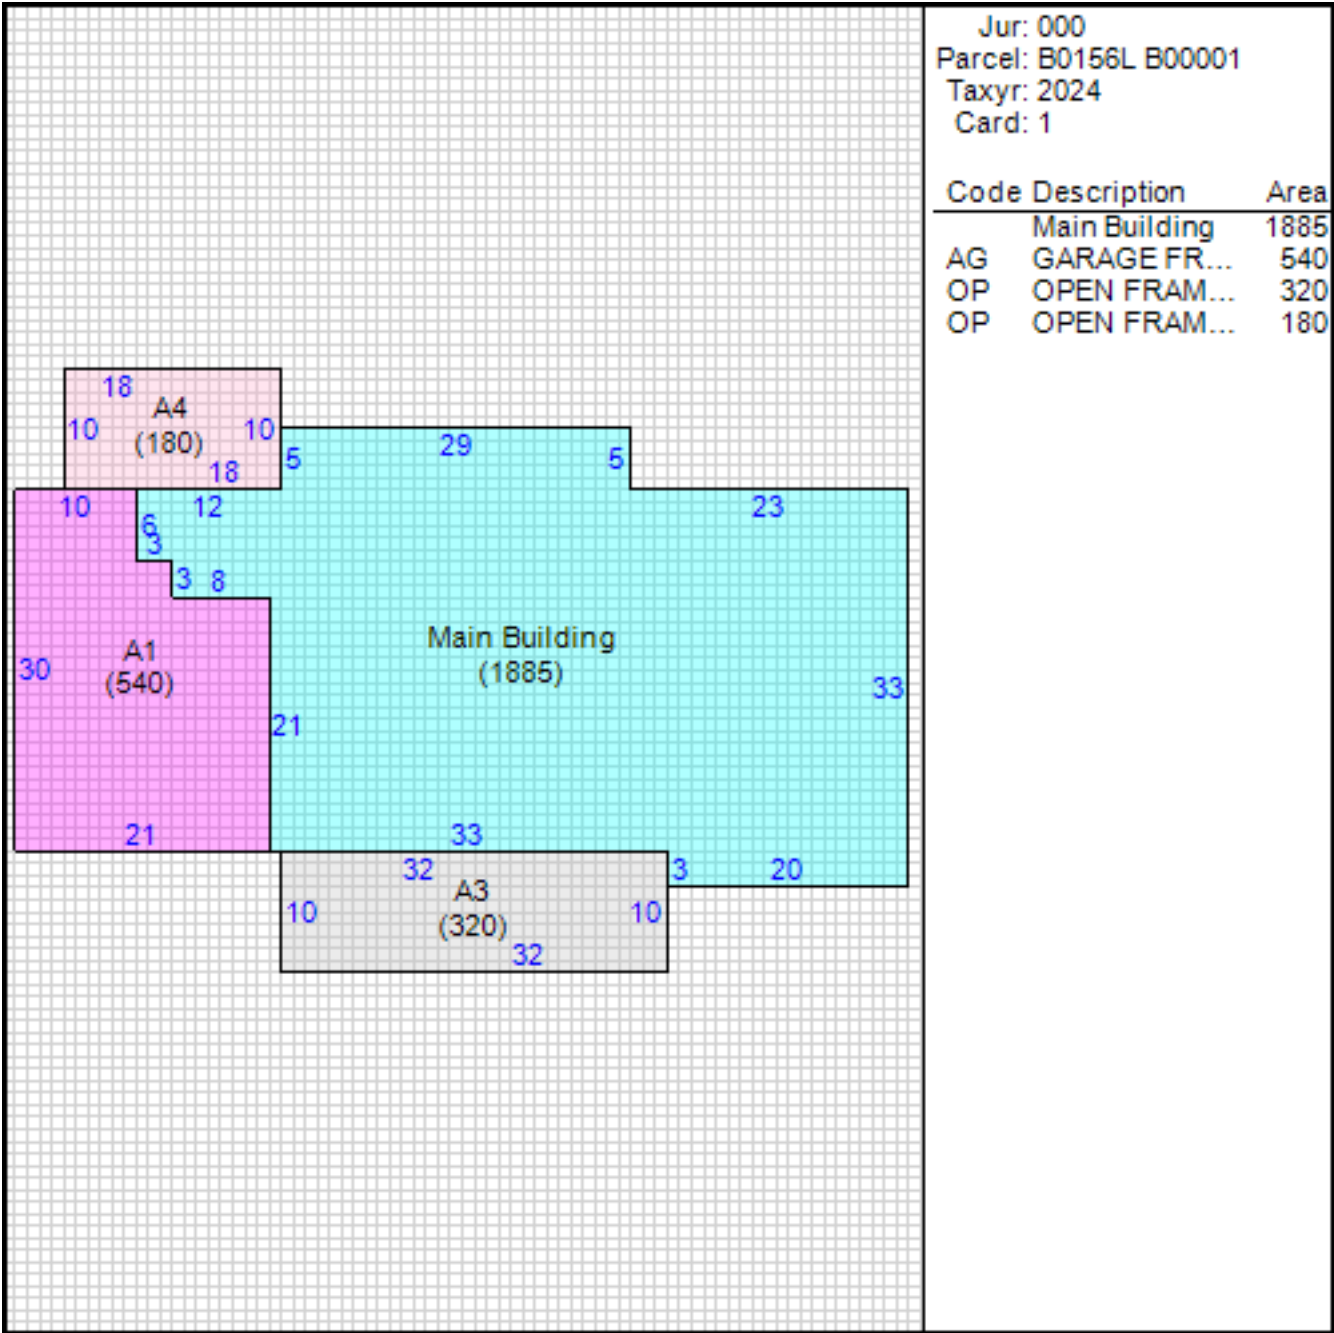 Jur: 000
Parcel: B0156L B00001
Taxyr: 2024
Card: 1
Code Description Area
Main Building 1885
AG GARAGE FR... 540
OP OPEN FRAM... 320
OP OPEN FRAM... 180
18
A4
10 (180) 10
18
5 29 5
10 12 23
6
3
3 8
A1
(540)
30
Main Building
(1885)
33
21
21 33
32 3 20
A3
10 (320) 10
32